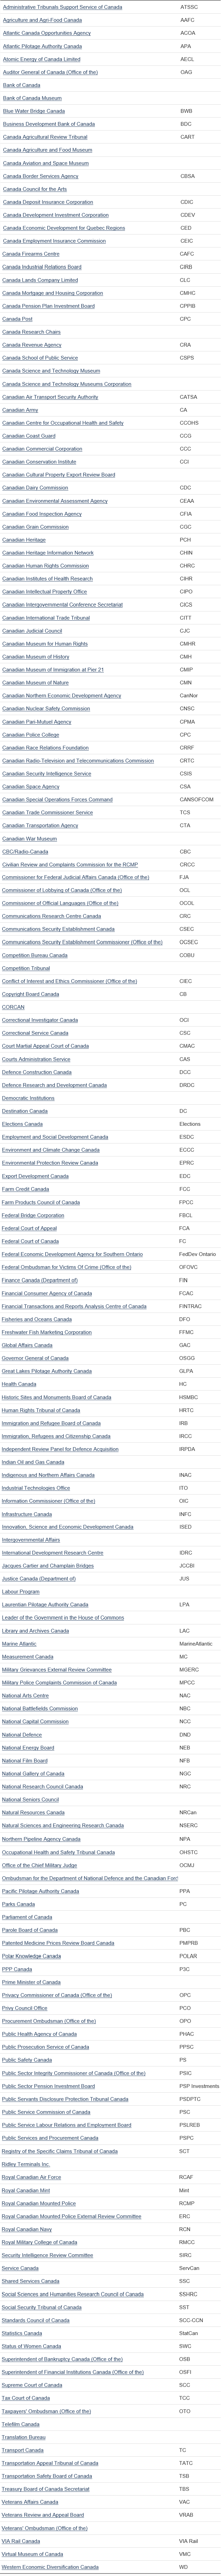 Administrative Tribunals Support Service of Canada ATSSC
Agriculture and Agri-Food Canada AAFC
Atlantic Canada Opportunities Agency ACOA
Atlantic Pilotage Authority Canada APA
Atomic Energy of Canada Limited AECL
Auditor General of Canada (Office of the) OAG
Bank of Canada
Bank of Canada Museum
Blue Water Bridge Canada BWB
Business Development Bank of Canada BDC
Canada Agricultural Review Tribunal CART
Canada Agriculture and Food Museum
Canada Aviation and Space Museum
Canada Border Services Agency CBSA
Canada Council for the Arts
Canada Deposit Insurance Corporation CDIC
Canada Development Investment Corporation CDEV
Canada Economic Development for Quebec Regions CED
Canada Employment Insurance Commission CEIC
Canada Firearms Centre CAFC
Canada Industrial Relations Board CIRB
Canada Lands Company Limited CLC
Canada Mortgage and Housing Corporation CMHC
Canada Pension Plan Investment Board CPPIB
Canada Post CPC
Canada Research Chairs
Canada Revenue Agency CRA
Canada School of Public Service CSPS
Canada Science and Technology Museum
Canada Science and Technology Museums Corporation
Canadian Air Transport Security Authority CATSA
Canadian Army CA
Canadian Centre for Occupational Health and Safety CCOHS
Canadian Coast Guard CCG
Canadian Commercial Corporation CCC
Canadian Conservation Institute CCI
Canadian Cultural Property Export Review Board
Canadian Dairy Commission CDC
Canadian Environmental Assessment Agency CEAA
Canadian Food Inspection Agency CFIA
Canadian Grain Commission CGC
Canadian Heritage PCH
Canadian Heritage Information Network CHIN
Canadian Human Rights Commission CHRC
Canadian Institutes of Health Research CIHR
Canadian Intellectual Property Office CIPO
Canadian Intergovernmental Conference Secretariat CICS
Canadian International Trade Tribunal CITT
Canadian Judicial Council CJC
Canadian Museum for Human Rights CMHR
Canadian Museum of History CMH
Canadian Museum of Immigration at Pier 21 CMIP
Canadian Museum of Nature CMN
Canadian Northern Economic Development Agency CanNor
Canadian Nuclear Safety Commission CNSC
Canadian Pari-Mutuel Agency CPMA
Canadian Police College CPC
Canadian Race Relations Foundation CRRF
Canadian Radio-Television and Telecommunications Commission CRTC
Canadian Security Intelligence Service CSIS
Canadian Space Agency CSA
Canadian Special Operations Forces Command CANSOFCOM
Canadian Trade Commissioner Service TCS
Canadian Transportation Agency CTA
Canadian War Museum
CBC/Radio-Canada CBC
Civilian Review and Complaints Commission for the RCMP CRCC
Commissioner for Federal Judicial Affairs Canada (Office of the) FJA
Commissioner of Lobbying of Canada (Office of the) OCL
Commissioner of Official Languages (Office of the) OCOL
Communications Research Centre Canada CRC
Communications Security Establishment Canada CSEC
Communications Security Establishment Commissioner (Office of the) OCSEC
Competition Bureau Canada COBU
Competition Tribunal
Conflict of Interest and Ethics Commissioner (Office of the) CIEC
Copyright Board Canada CB
CORCAN
Correctional Investigator Canada OCI
Correctional Service Canada CSC
Court Martial Appeal Court of Canada CMAC
Courts Administration Service CAS
Defence Construction Canada DCC
Defence Research and Development Canada DRDC
Democratic Institutions
Destination Canada DC
Elections Canada Elections
Employment and Social Development Canada ESDC
Environment and Climate Change Canada ECCC
Environmental Protection Review Canada EPRC
Export Development Canada EDC
Farm Credit Canada FCC
Farm Products Council of Canada FPCC
Federal Bridge Corporation FBCL
Federal Court of Appeal FCA
Federal Court of Canada FC
Federal Economic Development Agency for Southern Ontario FedDev Ontario
Federal Ombudsman for Victims Of Crime (Office of the) OFOVC
Finance Canada (Department of) FIN
Financial Consumer Agency of Canada FCAC
Financial Transactions and Reports Analysis Centre of Canada FINTRAC
Fisheries and Oceans Canada DFO
Freshwater Fish Marketing Corporation FFMC
Global Affairs Canada GAC
Governor General of Canada OSGG
Great Lakes Pilotage Authority Canada GLPA
Health Canada HC
Historic Sites and Monuments Board of Canada HSMBC
Human Rights Tribunal of Canada HRTC
Immigration and Refugee Board of Canada IRB
Immigration, Refugees and Citizenship Canada IRCC
Independent Review Panel for Defence Acquisition IRPDA
Indian Oil and Gas Canada
Indigenous and Northern Affairs Canada INAC
Industrial Technologies Office ITO
Information Commissioner (Office of the) OIC
Infrastructure Canada INFC
Innovation, Science and Economic Development Canada ISED
Intergovernmental Affairs
International Development Research Centre IDRC
Jacques Cartier and Champlain Bridges JCCBI
Justice Canada (Department of) JUS
Labour Program
Laurentian Pilotage Authority Canada LPA
Leader of the Government in the House of Commons
Library and Archives Canada LAC
Marine Atlantic MarineAtlantic
Measurement Canada MC
Military Grievances External Review Committee MGERC
Military Police Complaints Commission of Canada MPCC
National Arts Centre NAC
National Battlefields Commission NBC
National Capital Commission NCC
National Defence DND
National Energy Board NEB
National Film Board NFB
National Gallery of Canada NGC
National Research Council Canada NRC
National Seniors Council
Natural Resources Canada NRCan
Natural Sciences and Engineering Research Canada NSERC
Northern Pipeline Agency Canada NPA
Occupational Health and Safety Tribunal Canada OHSTC
Office of the Chief Military Judge OCMJ
Ombudsman for the Department of National Defence and the Canadian Forc
Pacific Pilotage Authority Canada PPA
Parks Canada PC
Parliament of Canada
Parole Board of Canada PBC
Patented Medicine Prices Review Board Canada PMPRB
Polar Knowledge Canada POLAR
PPP Canada P3C
Prime Minister of Canada
Privacy Commissioner of Canada (Office of the) OPC
Privy Council Office PCO
Procurement Ombudsman (Office of the) OPO
Public Health Agency of Canada PHAC
Public Prosecution Service of Canada PPSC
Public Safety Canada PS
Public Sector Integrity Commissioner of Canada (Office of the) PSIC
Public Sector Pension Investment Board PSP Investments
Public Servants Disclosure Protection Tribunal Canada PSDPTC
Public Service Commission of Canada PSC
Public Service Labour Relations and Employment Board PSLREB
Public Services and Procurement Canada PSPC
Registry of the Specific Claims Tribunal of Canada SCT
Ridley Terminals Inc.
Royal Canadian Air Force RCAF
Royal Canadian Mint Mint
Royal Canadian Mounted Police RCMP
Royal Canadian Mounted Police External Review Committee ERC
Royal Canadian Navy RCN
Royal Military College of Canada RMCC
Security Intelligence Review Committee SIRC
Service Canada ServCan
Shared Services Canada SSC
Social Sciences and Humanities Research Council of Canada SSHRC
Social Security Tribunal of Canada SST
Standards Council of Canada SCC-CCN
Statistics Canada StatCan
Status of Women Canada SWC
Superintendent of Bankruptcy Canada (Office of the) OSB
Superintendent of Financial Institutions Canada (Office of the) OSFI
Supreme Court of Canada SCC
Tax Court of Canada TCC
Taxpayers' Ombudsman (Office of the) OTO
Telefilm Canada
Translation Bureau
Transport Canada TC
Transportation Appeal Tribunal of Canada TATC
Transportation Safety Board of Canada TSB
Treasury Board of Canada Secretariat TBS
Veterans Affairs Canada VAC
Veterans Review and Appeal Board VRAB
Veterans' Ombudsman (Office of the)
VIA Rail Canada VIA Rail
Virtual Museum of Canada VMC
Western Economic Diversification Canada WD